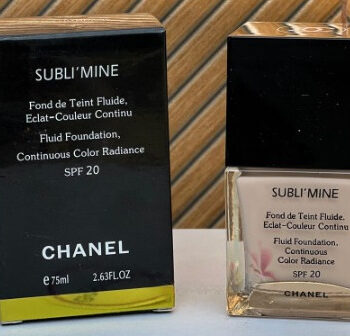 SUBLI'MINE
Fond de Teint Fluide,
Eclat-Couleur Continu
Fluid Foundation,
Continuous Color Radiance
SPF 20
CHANEL
e 75ml 2.63FL.OZ
SUBLI'MINE
Fond de Teint Fluide,
Eclat-Couleur Continu
Fluid Foundation,
Continuous
Color Radiance
SPF 20